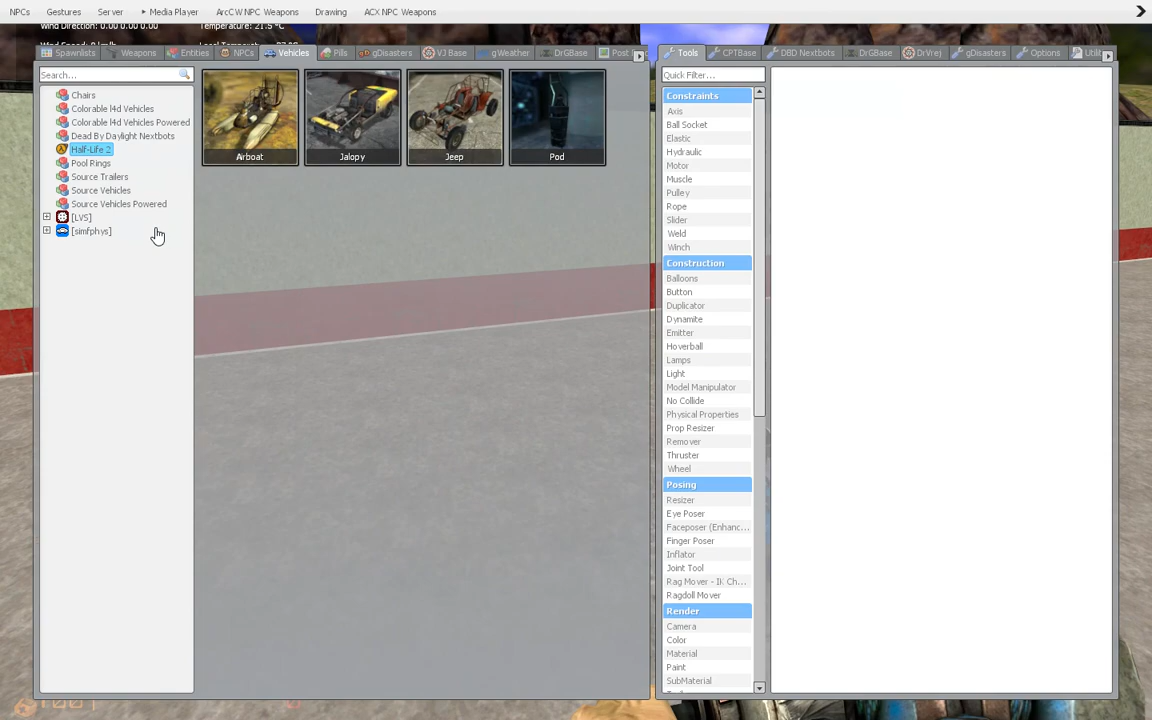 NPCs Gestures Server Media Player ArcCW NPC Weapons Drawing ACX NPC Weapons
Wind Direction: 0.00 0.00 0.00 Temperature: 21.5 °C
Spawnlists Weapons Entities NPCs Vehicles Pills gDisasters VJ Base gWeather DrGBase
Tools CPTBase DBD Nextbots DrGBase DrVre) gDisasters Options Utili
Search...
Chairs
Colorable l4d Vehicles
Colorable l4d Vehicles Powered
Dead By Daylight Nextbots
Half-Life 2
Pool Rings
Source Trailers
Source Vehicles
Source Vehicles Powered
[LVS]
[simfphys]
Airboat
Jalopy
Jeep
Pod
Quick Filter...
Constraints
Axis
Ball Socket
Elastic
Hydraulic
Motor
Muscle
Pulley
Rope
Slider
Weld
Winch
Construction
Balloons
Button
Duplicator
Dynamite
Emitter
Hoverball
Lamps
Light
Model Manipulator
No Collide
Physical Properties
Prop Resizer
Remover
Thruster
Wheel
Posing
Resizer
Eye Poser
Faceposer (Enhanc...
Finger Poser
Inflator
Joint Tool
Rag Mover - IK Ch...
Ragdoll Mover
Render
Camera
Color
Material
Paint
SubMaterial